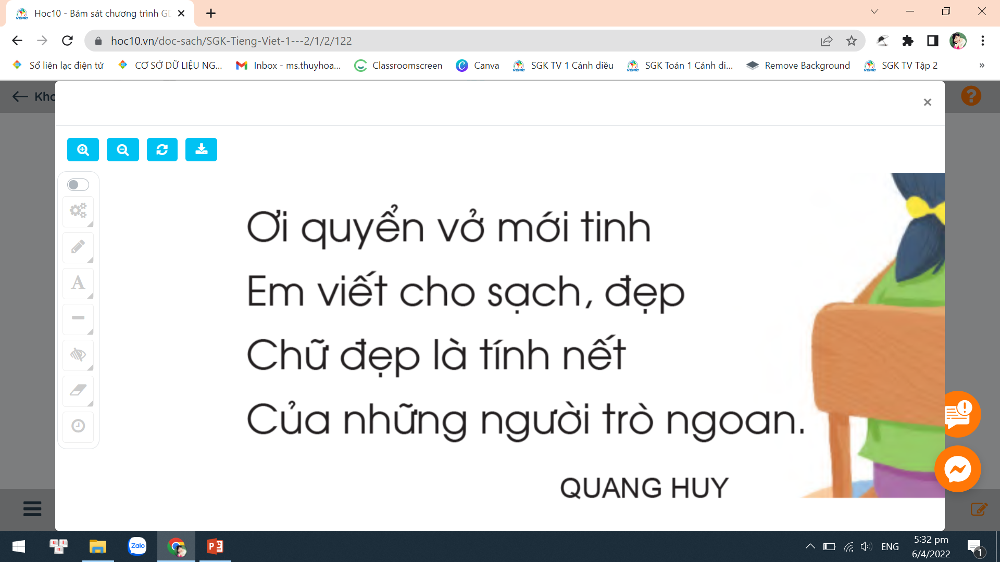 Hoc10 - Bám sát chương trình GD
hoc10.vn/doc-sach/SGK-Tieng-Viet-1---2/1/2/122
Sổ liên lạc điện tử
CƠ SỞ DỮ LIỆU NG...
Inbox - ms.thuyhoa...
Classroomscreen
Canva
SGK TV 1 Cánh diều
SGK Toán 1 Cánh di...
Remove Background
SGK TV Tập 2
»
Kho
×
Ơi quyển vở mới tinh
Em viết cho sạch, đẹp
Chữ đẹp là tính nết
Của những người trò ngoan.
QUANG HUY
Zalo
ENG
5:32 pm
6/4/2022
1